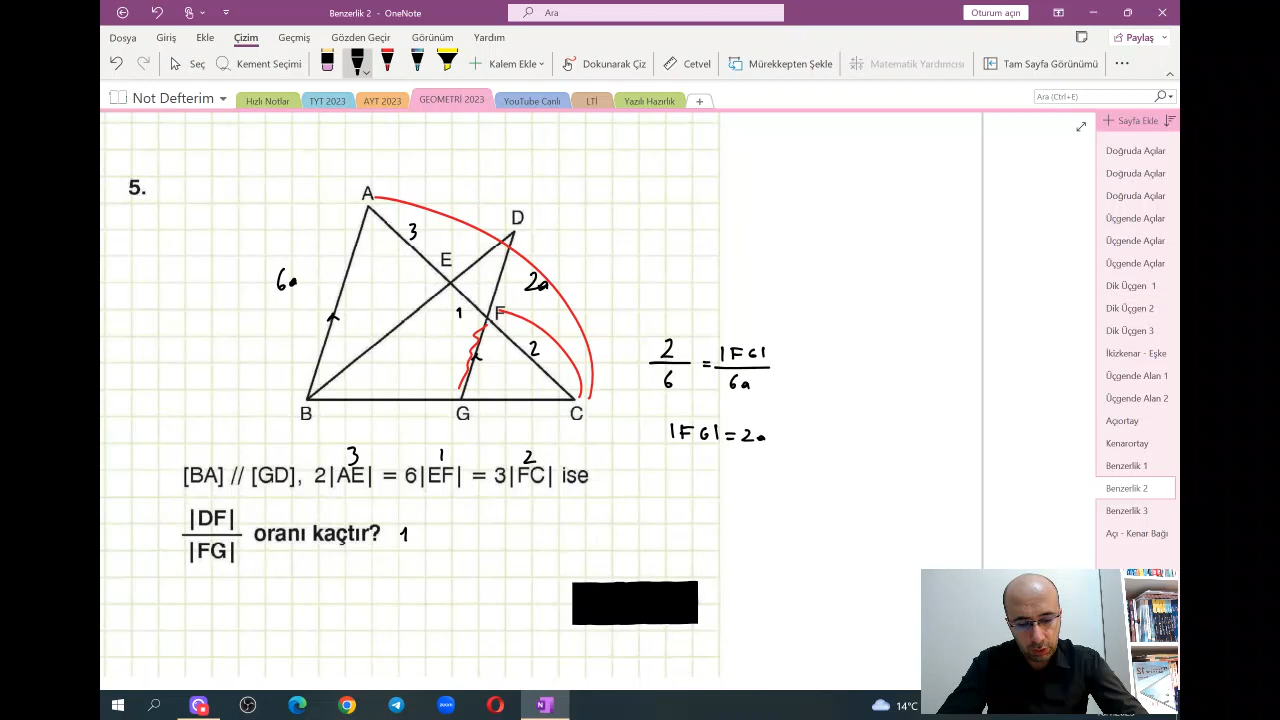 Benzerlik 2 - OneNote
Ara
Oturum açın
Dosya
Giriş
Ekle
Çizim
Geçmiş
Gözden Geçir
Görünüm
Yardım
Paylaş
Seç
Kement Seçimi
Kalem Ekle
Dokunarak Çiz
Cetvel
Mürekkepten Şekle
Matematik Yardımcısı
Tam Sayfa Görünümü
Not Defterim
Hızlı Notlar
TYT 2023
AYT 2023
GEOMETRİ 2023
YouTube Canlı
LTİ
Yazılı Hazırlık
Ara (Ctrl+E)
Sayfa Ekle
Doğruda Açılar
Doğruda Açılar
Doğruda Açılar
Üçgende Açılar
Üçgende Açılar
Üçgende Açılar
Dik Üçgen 1
Dik Üçgen 2
Dik Üçgen 3
İkizkenar - Eşke
Üçgende Alan 1
Üçgende Alan 2
Açıortay
Kenarortay
Benzerlik 1
Benzerlik 2
Benzerlik 3
Açı - Kenar Bağı
5.
A
3
D
E
6a
2a
1
F
2
B
G
C
2/6 = |FG|/6a
|FG| = 2a
3 1 2
[BA] // [GD], 2|AE| = 6|EF| = 3|FC| ise
|DF|
|FG|
oranı kaçtır? 1
zoom
14°C